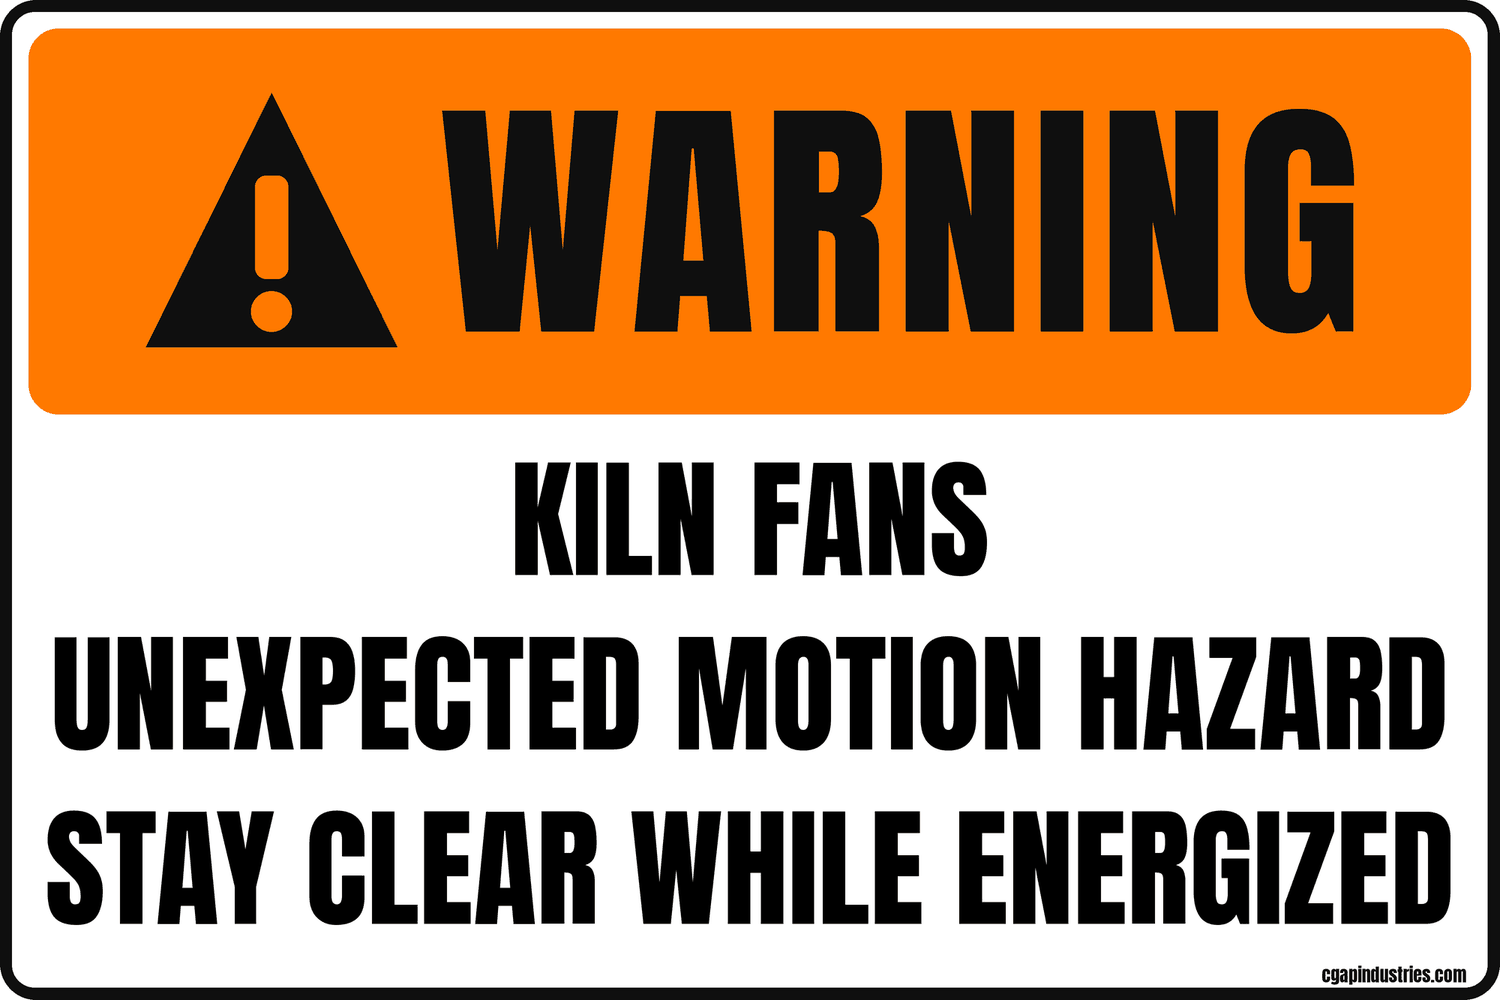 WARNING
KILN FANS
UNEXPECTED MOTION HAZARD
STAY CLEAR WHILE ENERGIZED
cgapindustries.com